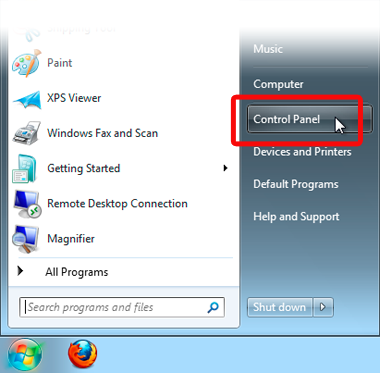 Paint
XPS Viewer
Windows Fax and Scan
Getting Started
Remote Desktop Connection
Magnifier
All Programs
Search programs and files
Music
Computer
Control Panel
Devices and Printers
Default Programs
Help and Support
Shut down